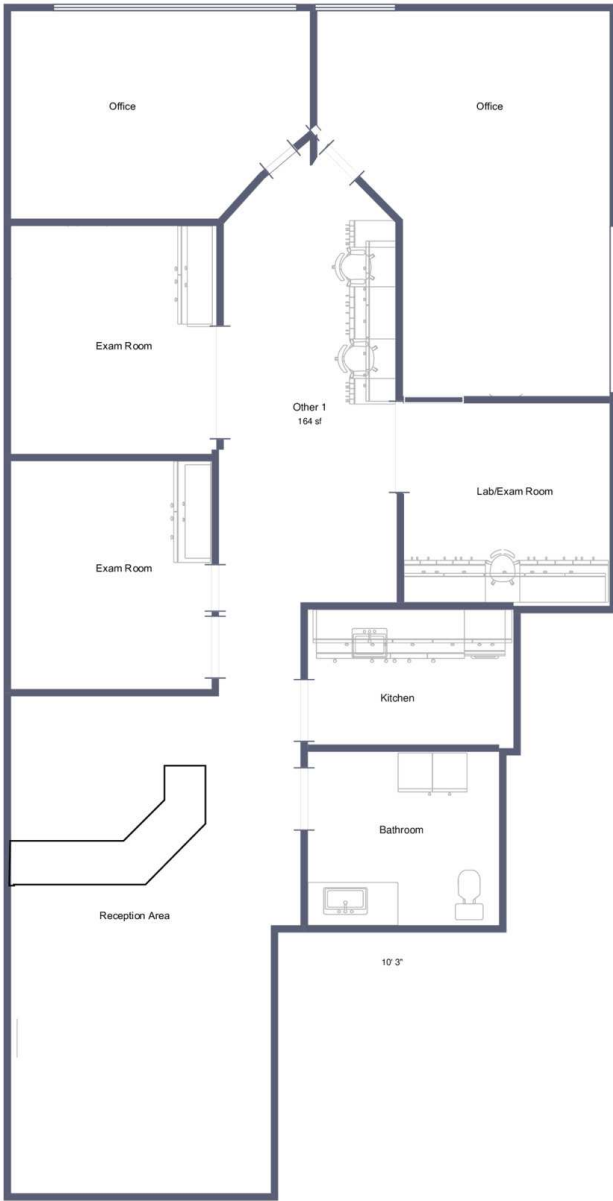 Office
Office
Exam Room
Other 1
164 sf
Lab/Exam Room
Exam Room
Kitchen
Bathroom
Reception Area
10' 3"